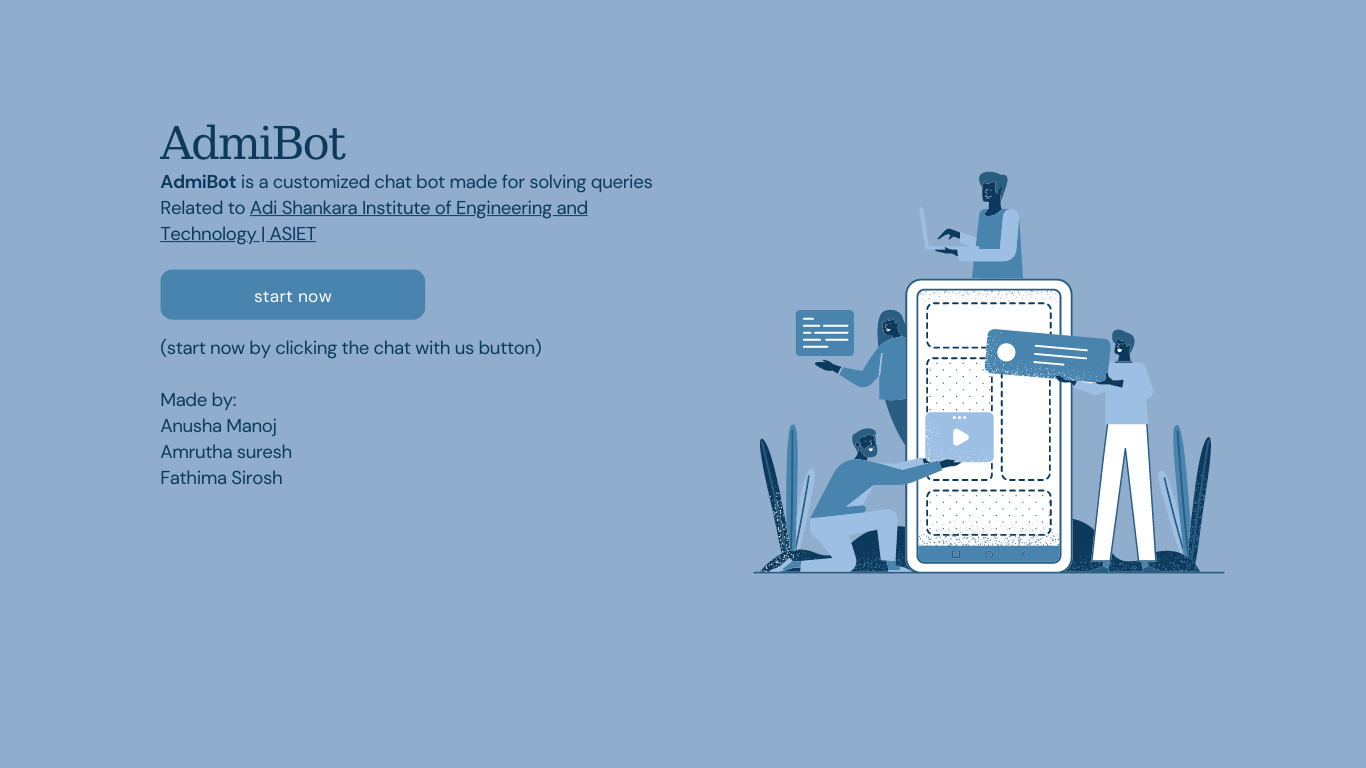 AdmiBot
AdmiBot is a customized chat bot made for solving queries
Related to Adi Shankara Institute of Engineering and
Technology | ASIET
start now
(start now by clicking the chat with us button)
Made by:
Anusha Manoj
Amrutha suresh
Fathima Sirosh